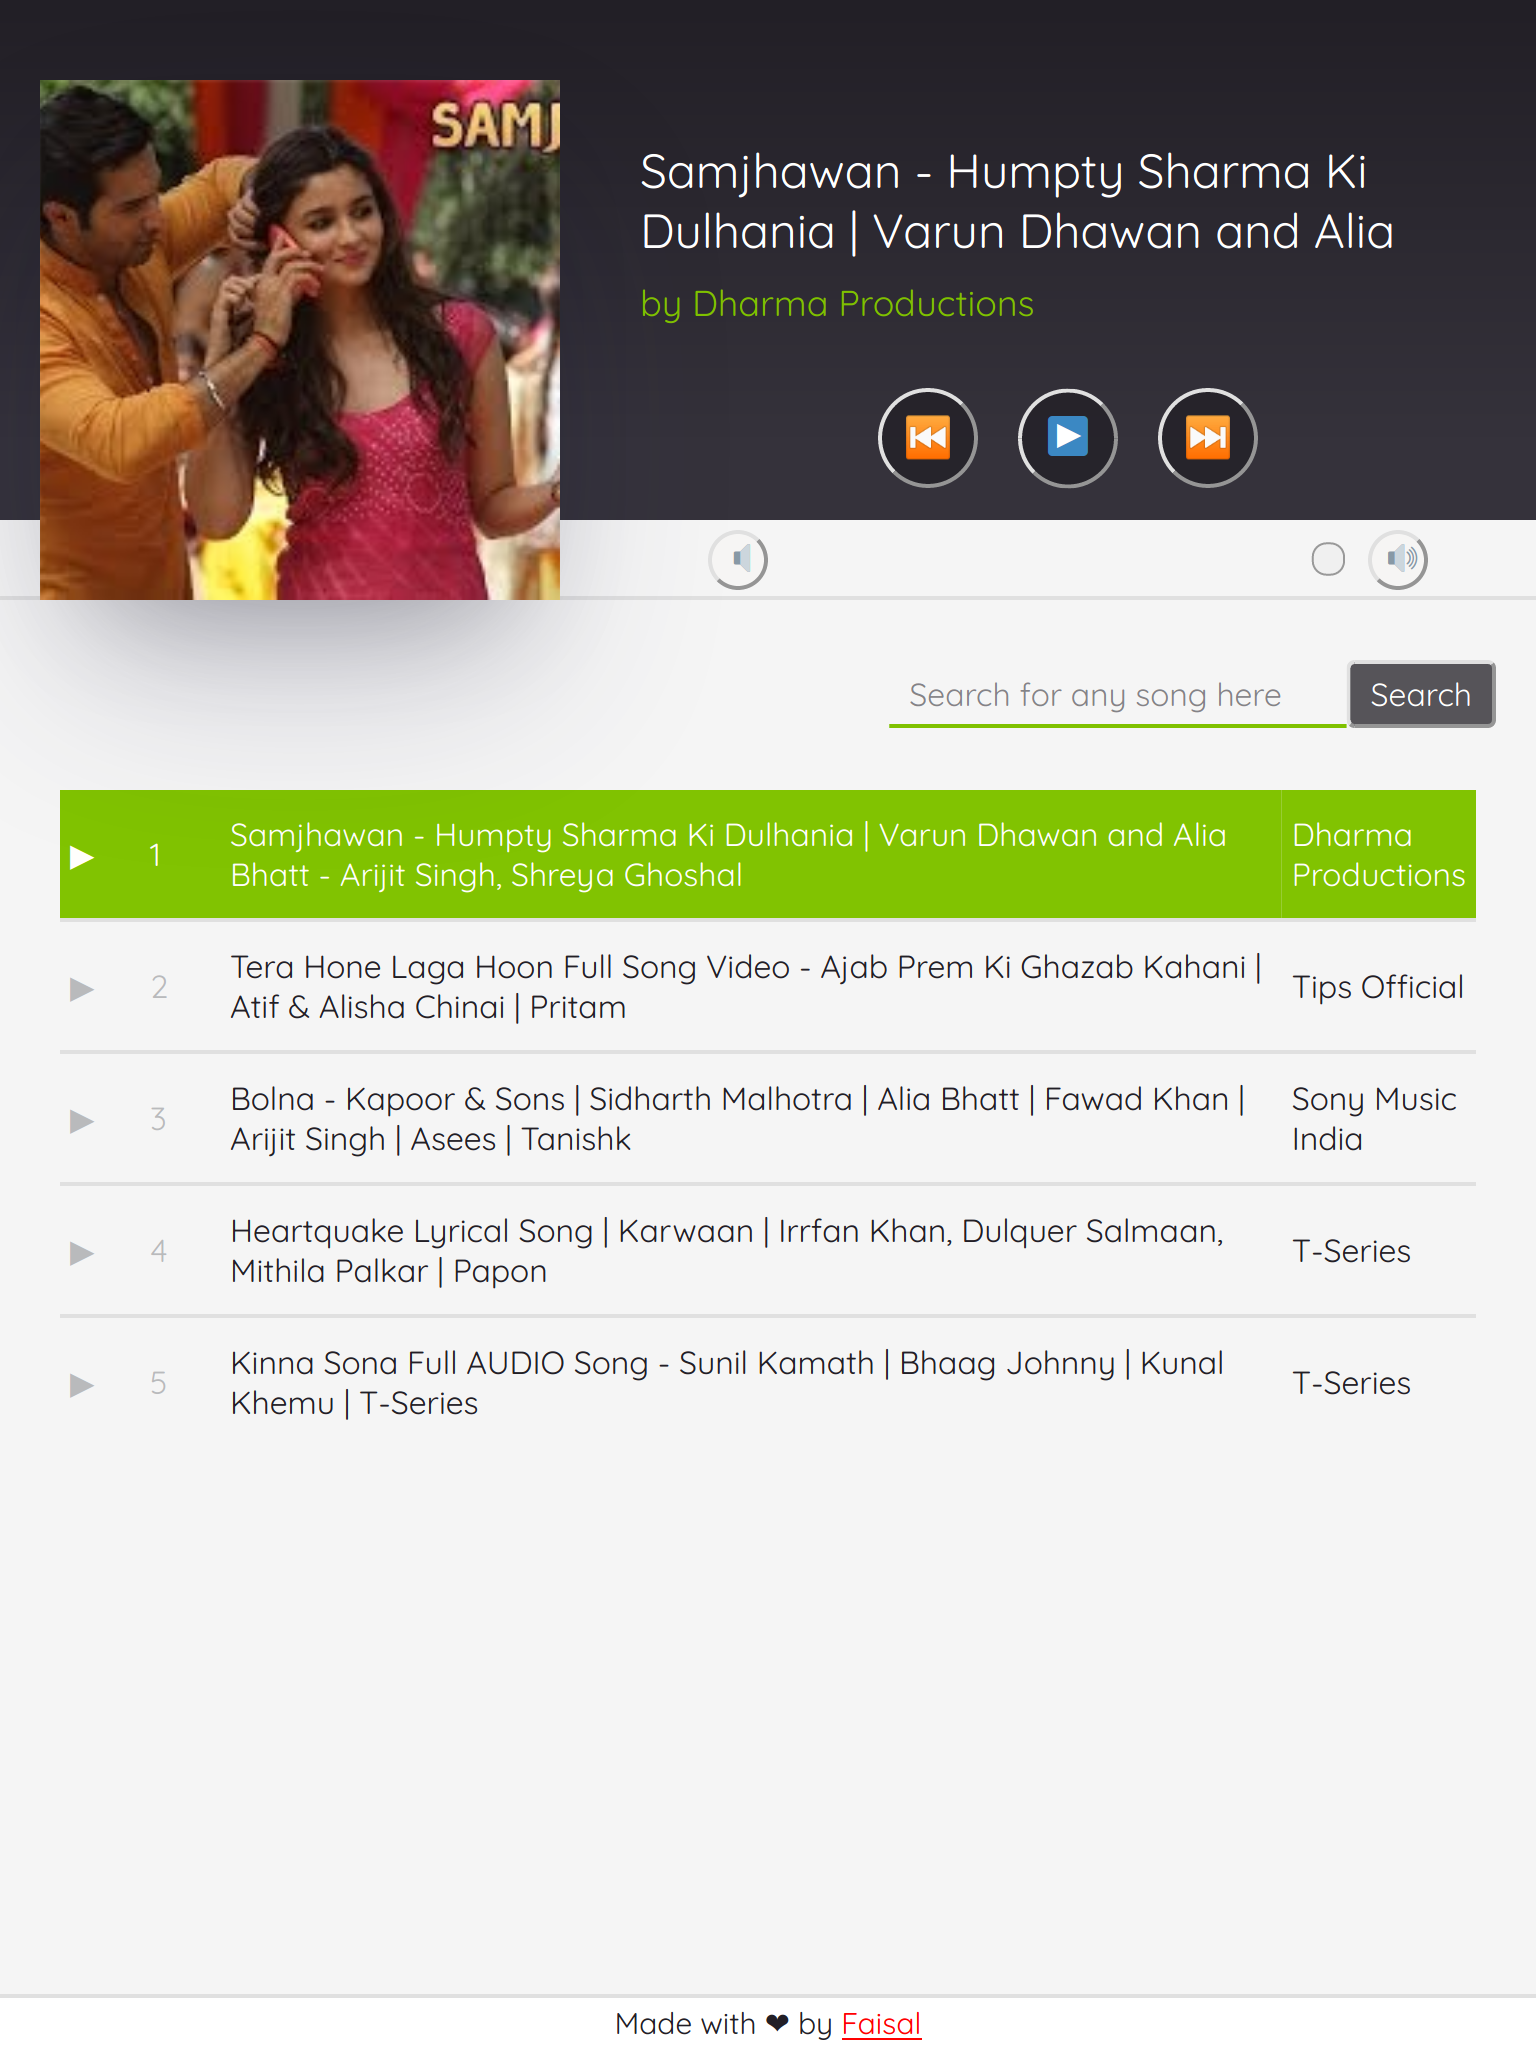 SAMJ
Samjhawan - Humpty Sharma Ki
Dulhania | Varun Dhawan and Alia
by Dharma Productions
Search for any song here
Search
1
Samjhawan - Humpty Sharma Ki Dulhania | Varun Dhawan and Alia
Bhatt - Arijit Singh, Shreya Ghoshal
Dharma
Productions
2
Tera Hone Laga Hoon Full Song Video - Ajab Prem Ki Ghazab Kahani |
Atif & Alisha Chinai | Pritam
Tips Official
3
Bolna - Kapoor & Sons | Sidharth Malhotra | Alia Bhatt | Fawad Khan |
Arijit Singh | Asees | Tanishk
Sony Music
India
4
Heartquake Lyrical Song | Karwaan | Irrfan Khan, Dulquer Salmaan,
Mithila Palkar | Papon
T-Series
5
Kinna Sona Full AUDIO Song - Sunil Kamath | Bhaag Johnny | Kunal
Khemu | T-Series
T-Series
Made with ❤ by Faisal